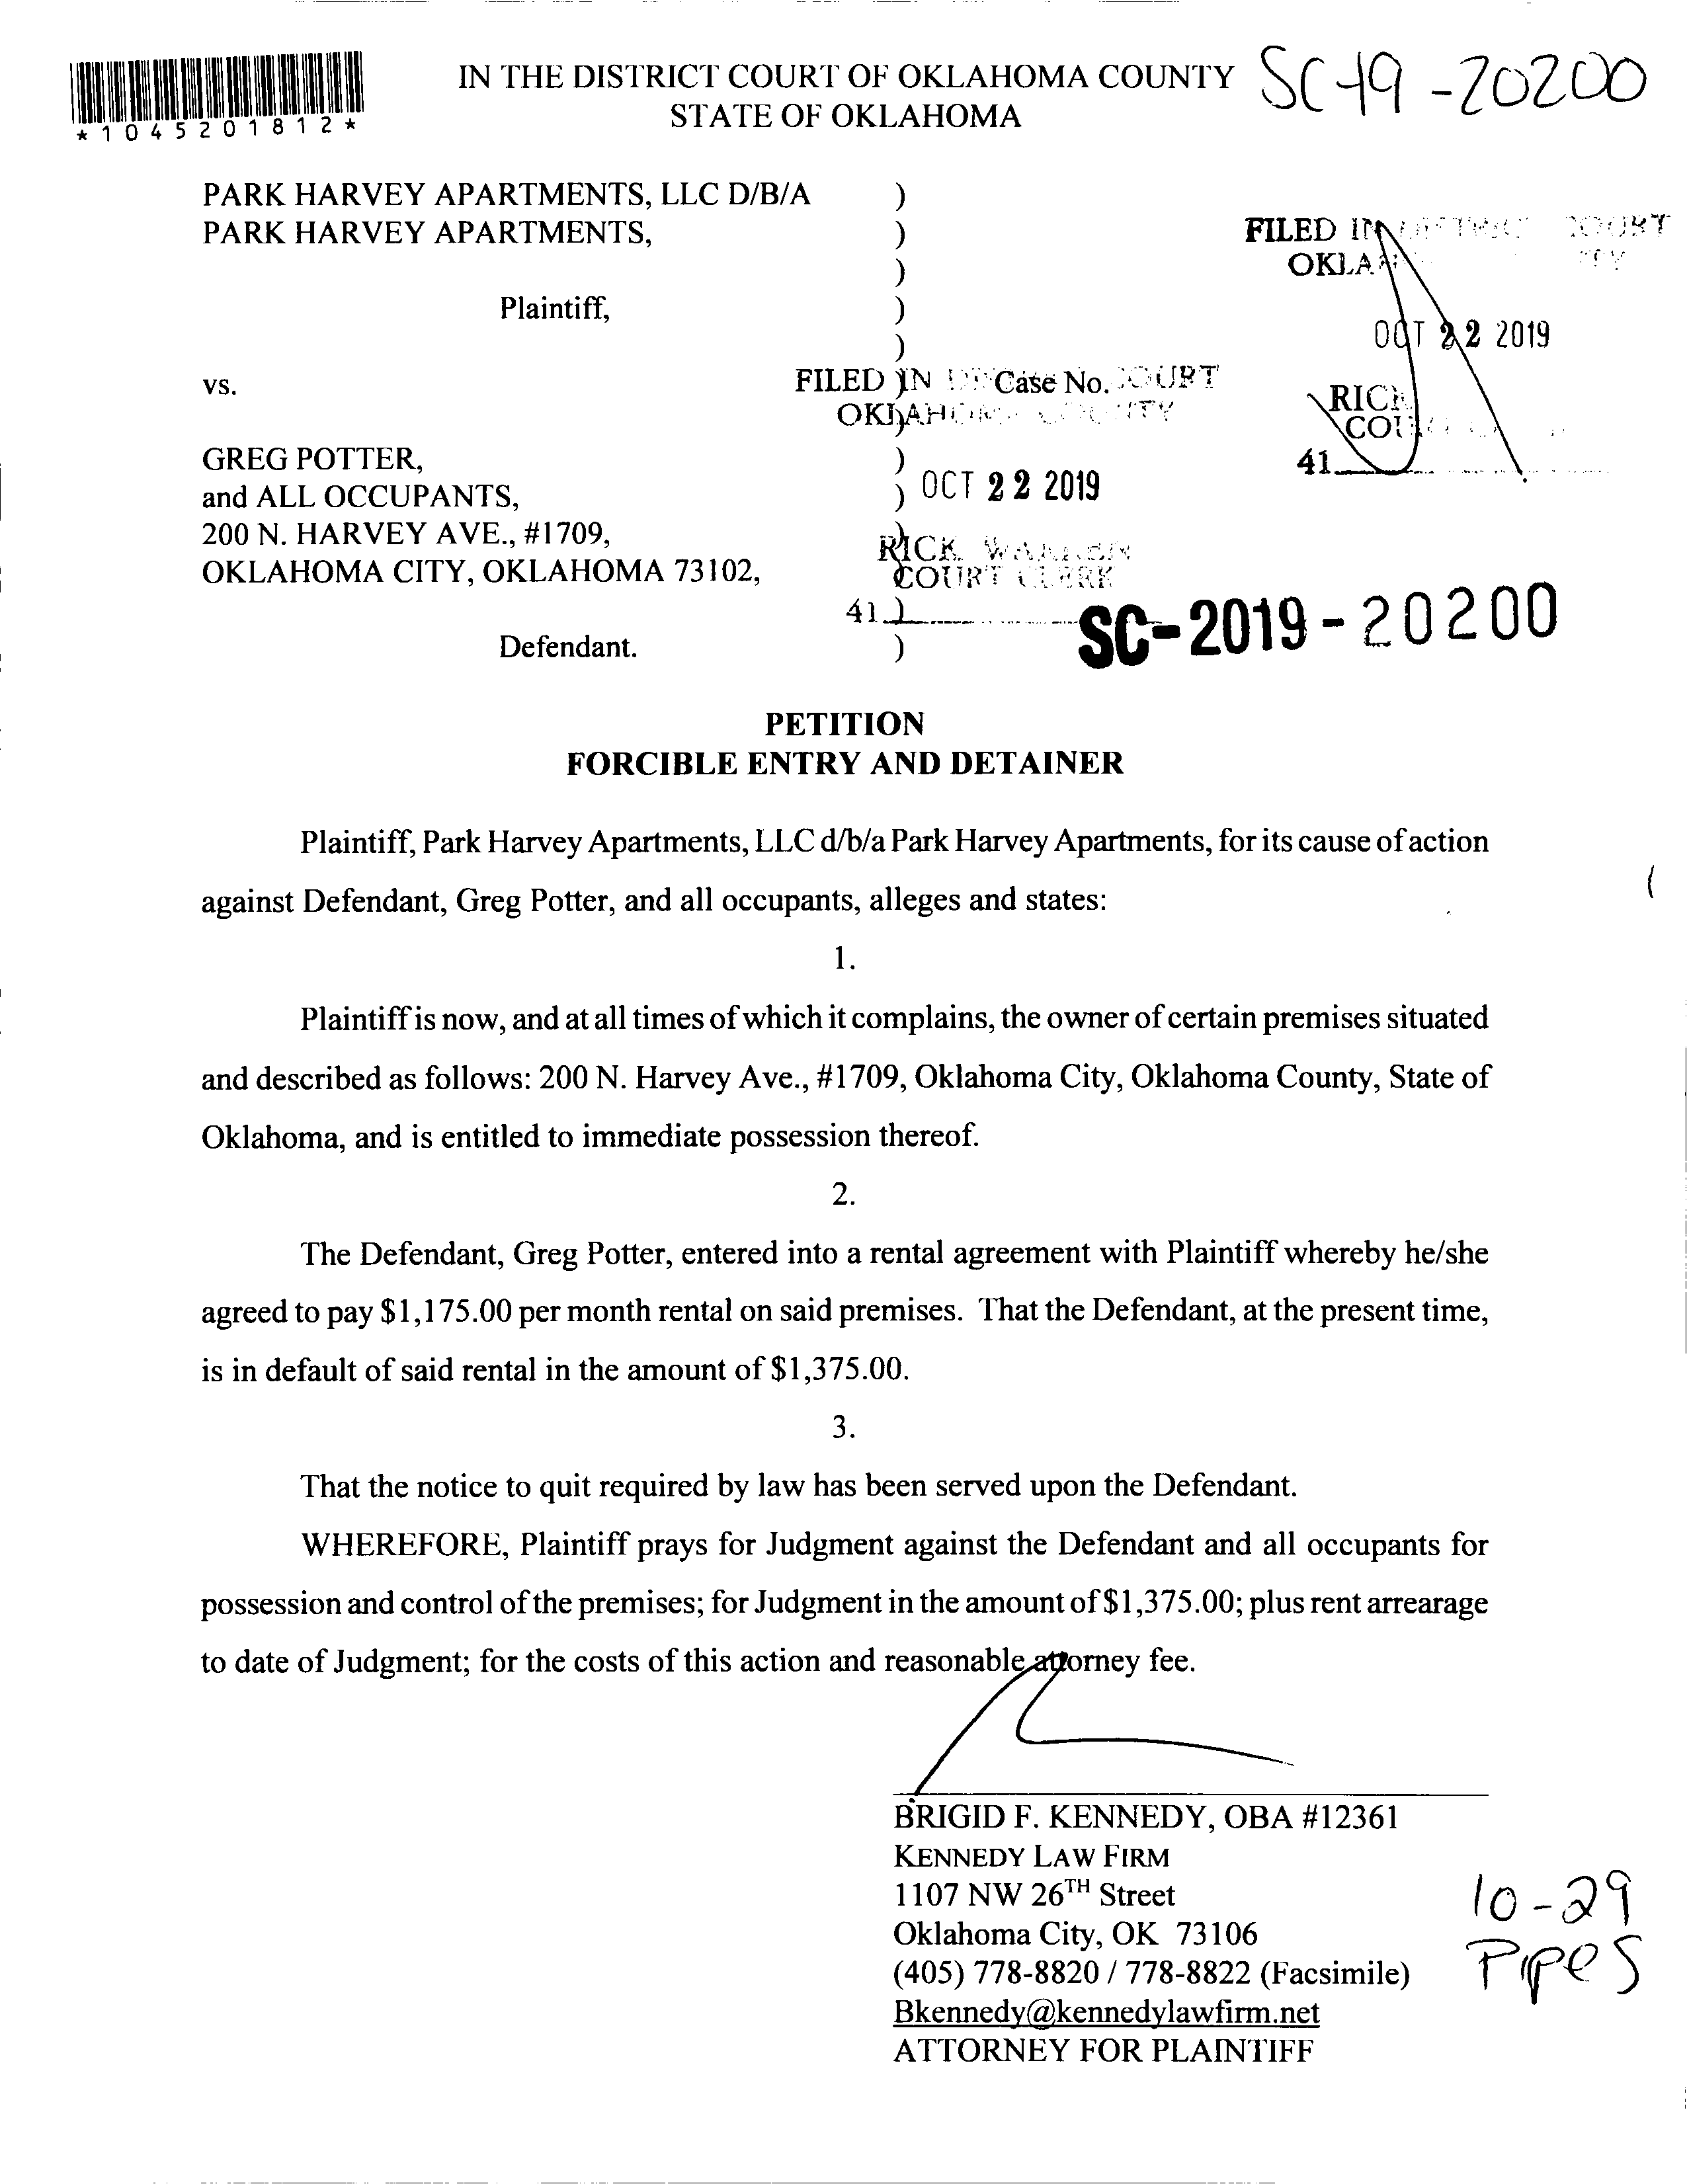 IN THE DISTRICT COURT OF OKLAHOMA COUNTY
STATE OF OKLAHOMA
SC-19-20200
*1045201812*
PARK HARVEY APARTMENTS, LLC D/B/A )
PARK HARVEY APARTMENTS, )
)
Plaintiff, )
)
vs. ) Case No.
)
GREG POTTER, )
and ALL OCCUPANTS, )
200 N. HARVEY AVE., #1709, )
OKLAHOMA CITY, OKLAHOMA 73102, )
)
Defendant. )
FILED IN COURT
OKLA
OCT 22 2019
RICK
COU
41
FILED IN COURT
OKLAHOMA COUNTY
OCT 22 2019
RICK WARREN
COURT CLERK
41
SC-2019-20200
PETITION
FORCIBLE ENTRY AND DETAINER
Plaintiff, Park Harvey Apartments, LLC d/b/a Park Harvey Apartments, for its cause of action
against Defendant, Greg Potter, and all occupants, alleges and states:
1.
Plaintiff is now, and at all times of which it complains, the owner of certain premises situated
and described as follows: 200 N. Harvey Ave., #1709, Oklahoma City, Oklahoma County, State of
Oklahoma, and is entitled to immediate possession thereof.
2.
The Defendant, Greg Potter, entered into a rental agreement with Plaintiff whereby he/she
agreed to pay $1,175.00 per month rental on said premises. That the Defendant, at the present time,
is in default of said rental in the amount of $1,375.00.
3.
That the notice to quit required by law has been served upon the Defendant.
WHEREFORE, Plaintiff prays for Judgment against the Defendant and all occupants for
possession and control of the premises; for Judgment in the amount of $1,375.00; plus rent arrearage
to date of Judgment; for the costs of this action and reasonable attorney fee.
BRIGID F. KENNEDY, OBA #12361
KENNEDY LAW FIRM
1107 NW 26TH Street
Oklahoma City, OK 73106
(405) 778-8820 / 778-8822 (Facsimile)
Bkennedy@kennedylawfirm.net
ATTORNEY FOR PLAINTIFF
10-29
Pipes